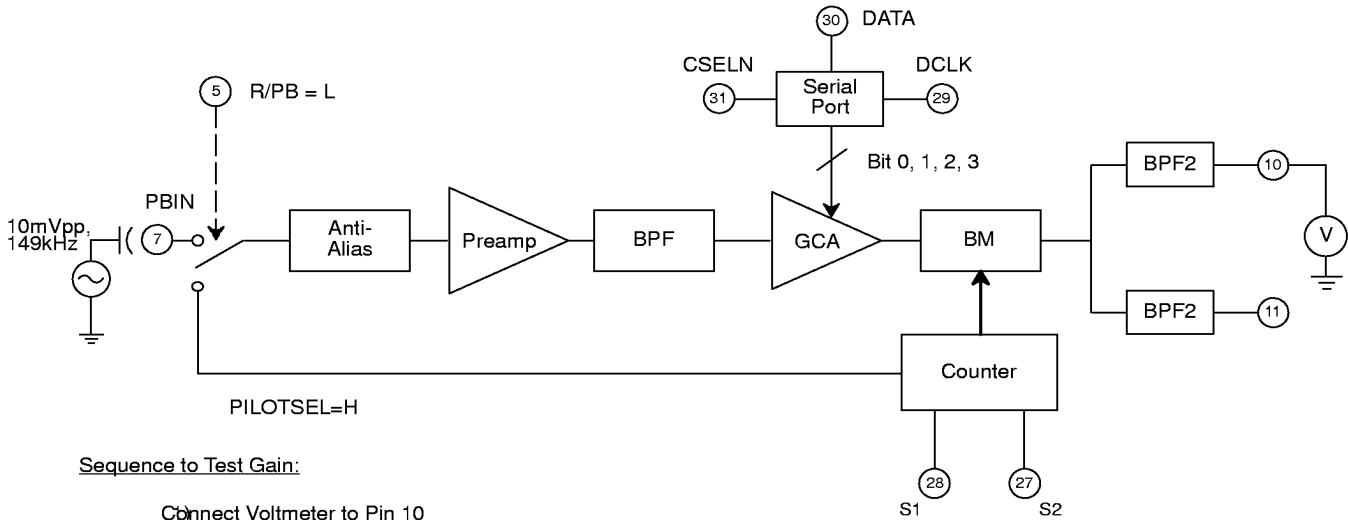 30 DATA
CSELN
DCLK
5 R/PB = L
31
Serial
Port
29
Bit 0, 1, 2, 3
BPF2
10
PBIN
10mVpp,
149kHz
7
Anti-
Alias
Preamp
BPF
GCA
BM
V
BPF2
11
Counter
PILOTSEL=H
Sequence to Test Gain:
28
27
S1
S2
Connect Voltmeter to Pin 10